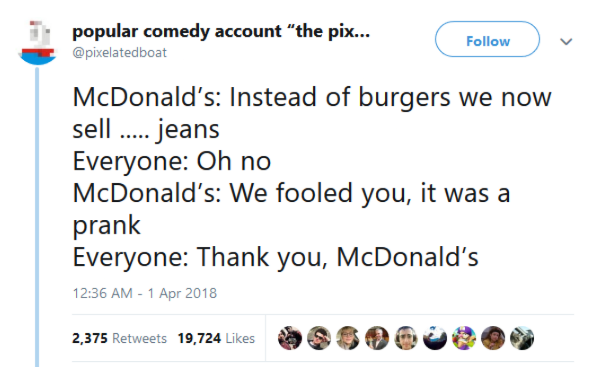 popular comedy account “the pix...
@pixelatedboat
Follow
McDonald’s: Instead of burgers we now
sell ..... jeans
Everyone: Oh no
McDonald’s: We fooled you, it was a
prank
Everyone: Thank you, McDonald’s
12:36 AM - 1 Apr 2018
2,375 Retweets 19,724 Likes